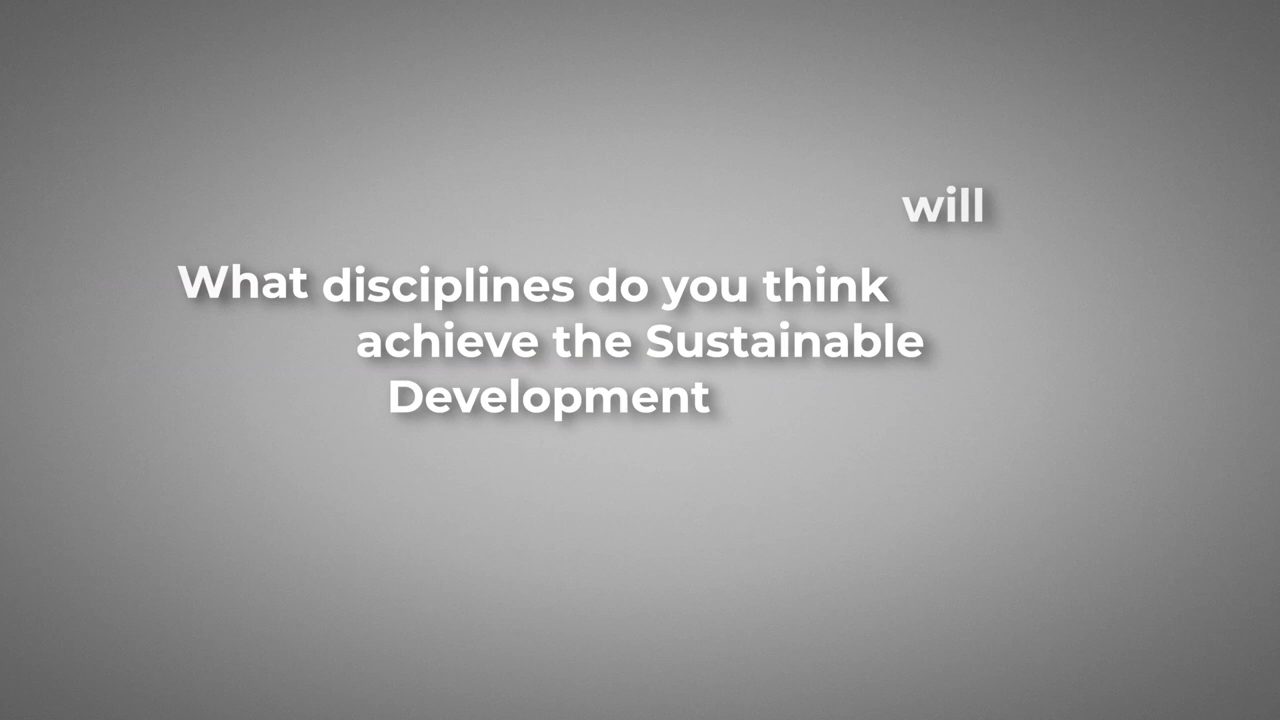 What disciplines do you think will
achieve the Sustainable
Development